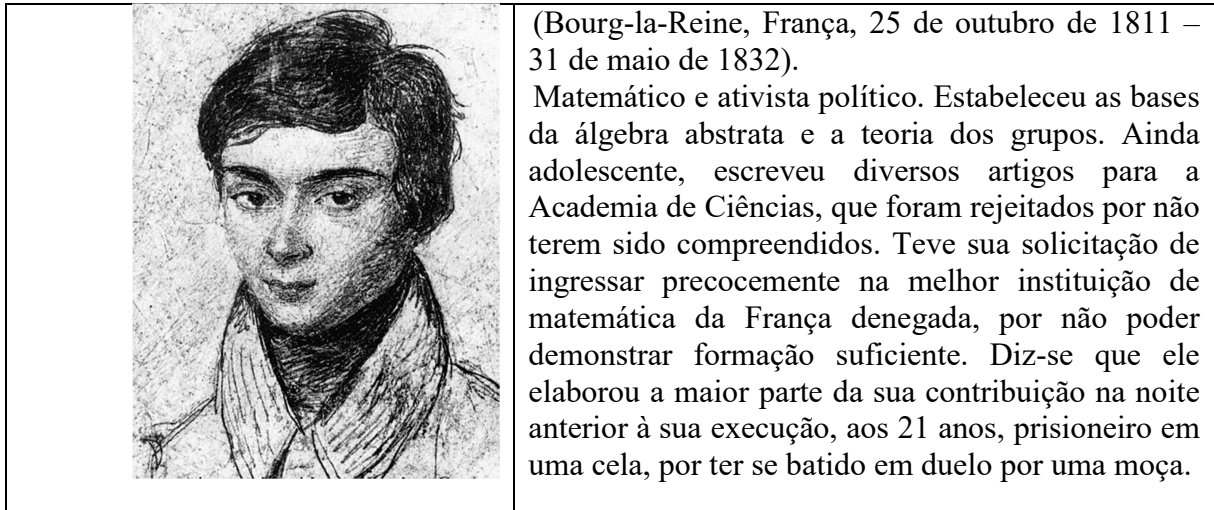 (Bourg-la-Reine, França, 25 de outubro de 1811 –
31 de maio de 1832).
Matemático e ativista político. Estabeleceu as bases
da álgebra abstrata e a teoria dos grupos. Ainda
adolescente, escreveu diversos artigos para a
Academia de Ciências, que foram rejeitados por não
terem sido compreendidos. Teve sua solicitação de
ingressar precocemente na melhor instituição de
matemática da França denegada, por não poder
demonstrar formação suficiente. Diz-se que ele
elaborou a maior parte da sua contribuição na noite
anterior à sua execução, aos 21 anos, prisioneiro em
uma cela, por ter se batido em duelo por uma moça.